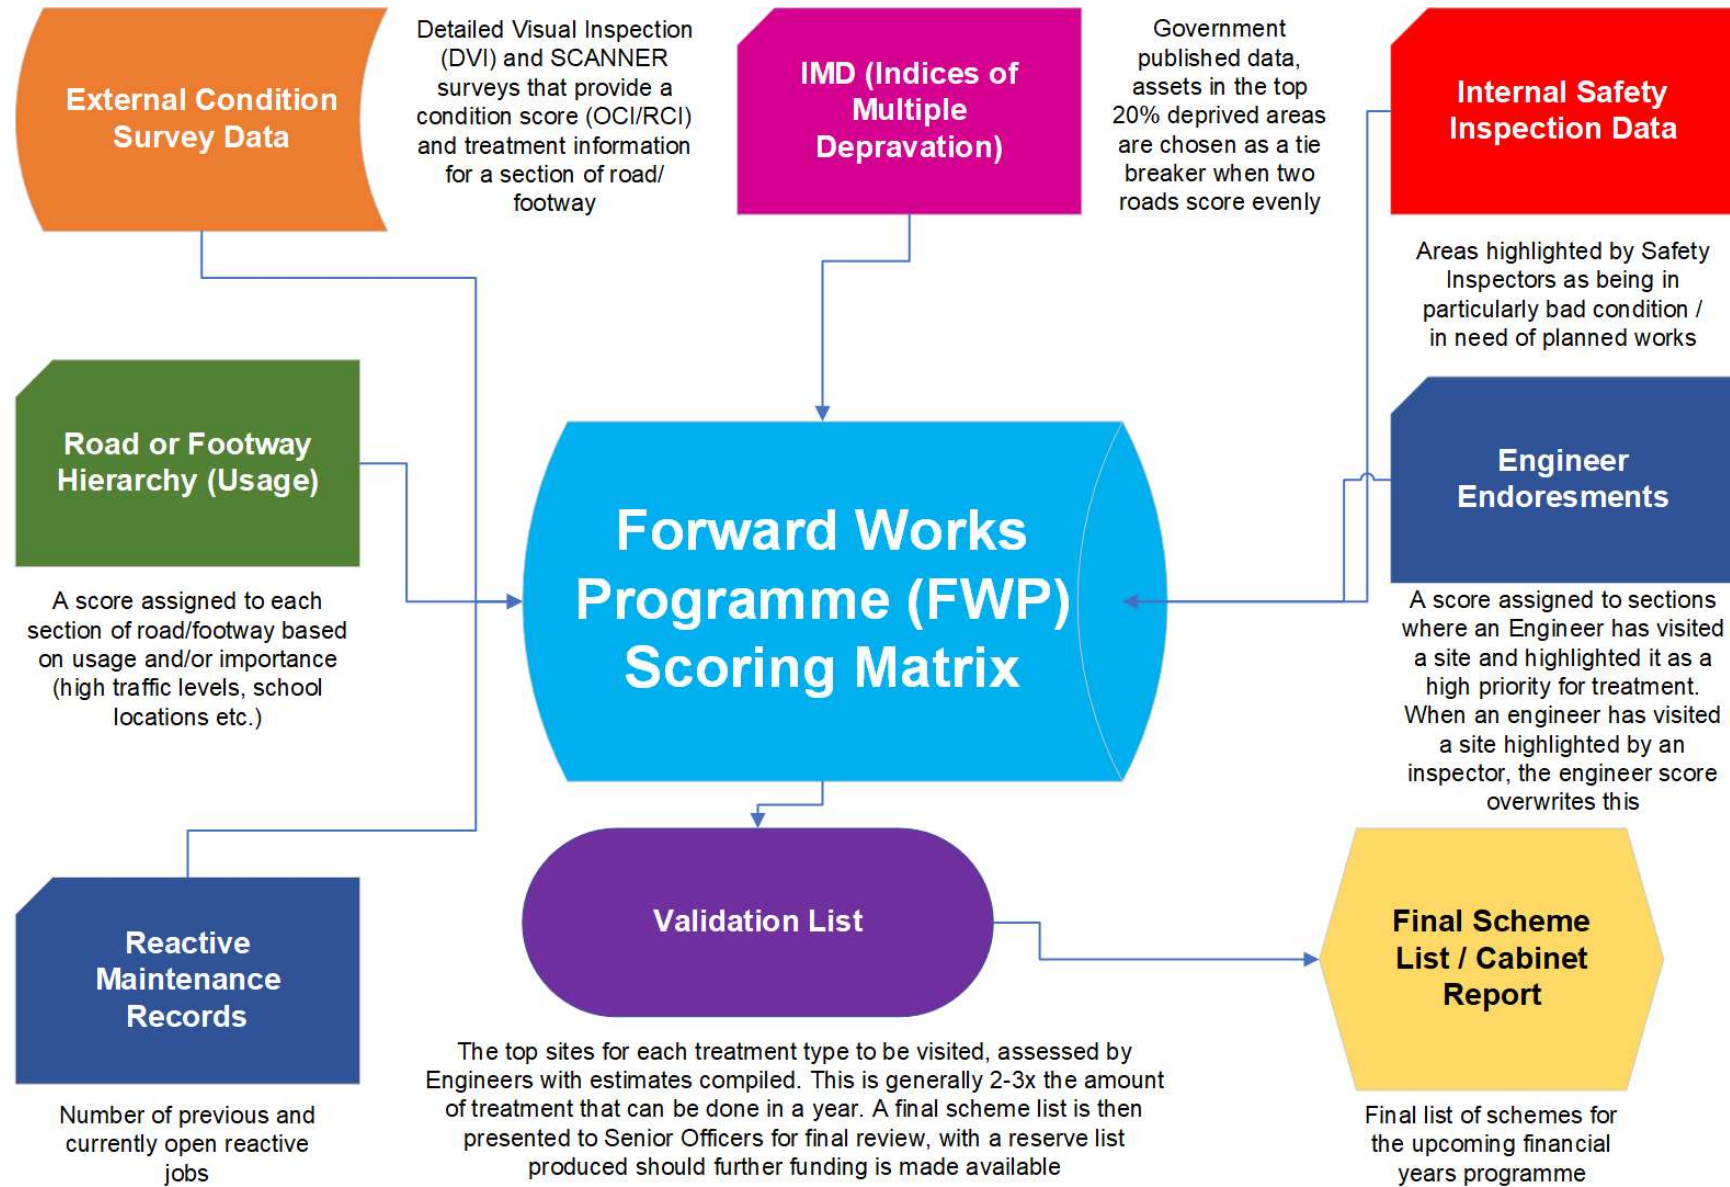 External Condition
Survey Data
Detailed Visual Inspection
(DVI) and SCANNER
surveys that provide a
condition score (OCI/RCI)
and treatment information
for a section of road/
footway
IMD (Indices of
Multiple
Depravation)
Government
published data,
assets in the top
20% deprived areas
are chosen as a tie
breaker when two
roads score evenly
Internal Safety
Inspection Data
Areas highlighted by Safety
Inspectors as being in
particularly bad condition /
in need of planned works
Road or Footway
Hierarchy (Usage)
A score assigned to each
section of road/footway based
on usage and/or importance
(high traffic levels, school
locations etc.)
Forward Works
Programme (FWP)
Scoring Matrix
Engineer
Endoresments
A score assigned to sections
where an Engineer has visited
a site and highlighted it as a
high priority for treatment.
When an engineer has visited
a site highlighted by an
inspector, the engineer score
overwrites this
Reactive
Maintenance
Records
Number of previous and
currently open reactive
jobs
Validation List
The top sites for each treatment type to be visited, assessed by
Engineers with estimates compiled. This is generally 2-3x the amount
of treatment that can be done in a year. A final scheme list is then
presented to Senior Officers for final review, with a reserve list
produced should further funding is made available
Final Scheme
List / Cabinet
Report
Final list of schemes for
the upcoming financial
years programme